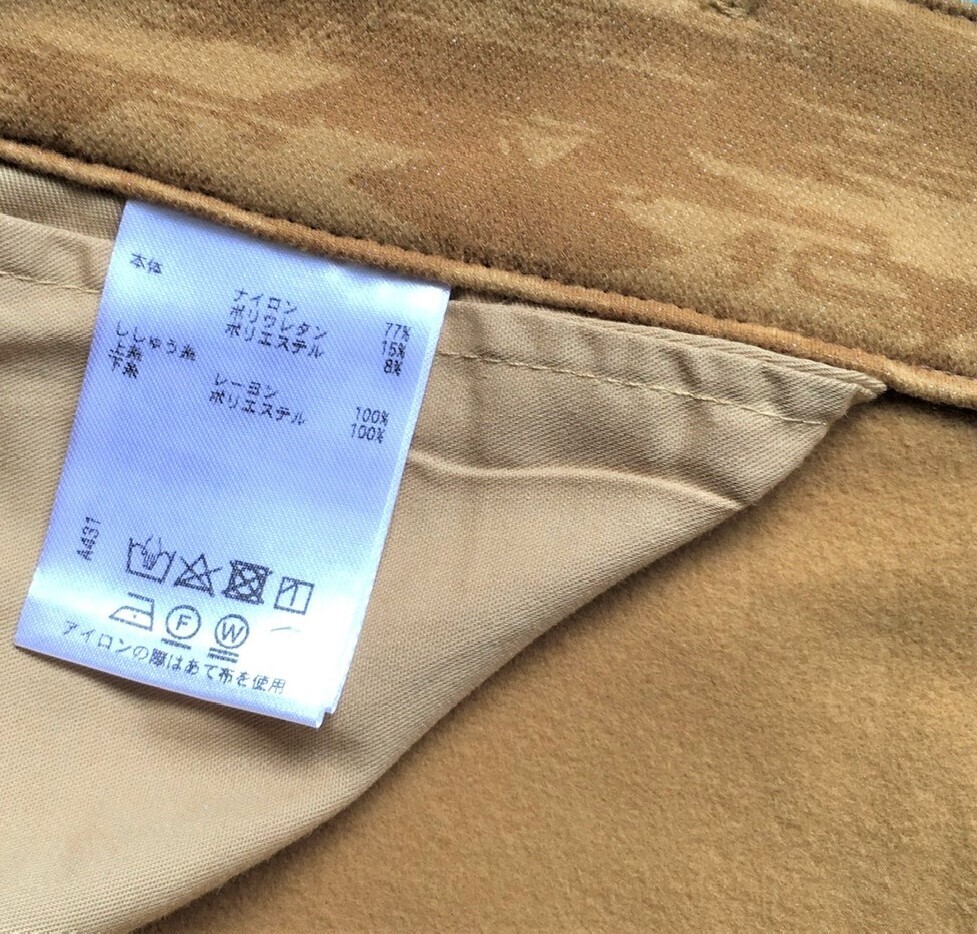 本体
ナイロン 77%
ポリウレタン 15%
ポリエステル 8%
ししゅう糸
上糸 レーヨン 100%
下糸 ポリエステル 100%
A431
F W
アイロンの際はあて布を使用